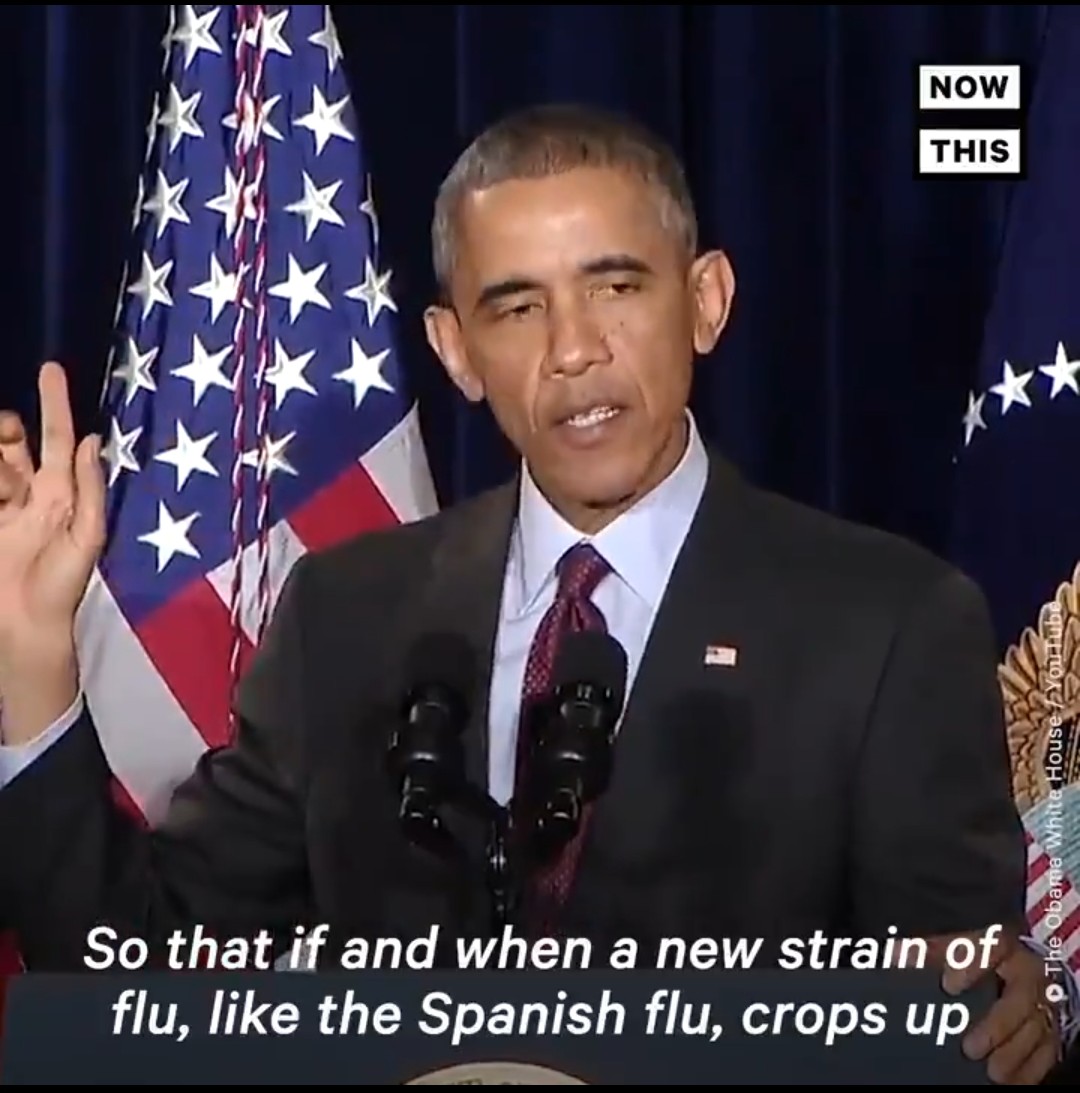 NOW
THIS
So that if and when a new strain of
flu, like the Spanish flu, crops up
The Obama White House / YouTube